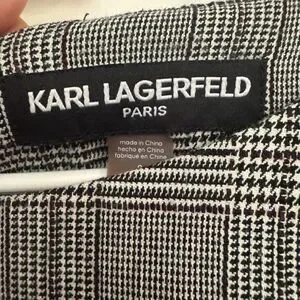 KARL LAGERFELD
PARIS
made in China
hecho en China
fabriqué en Chine